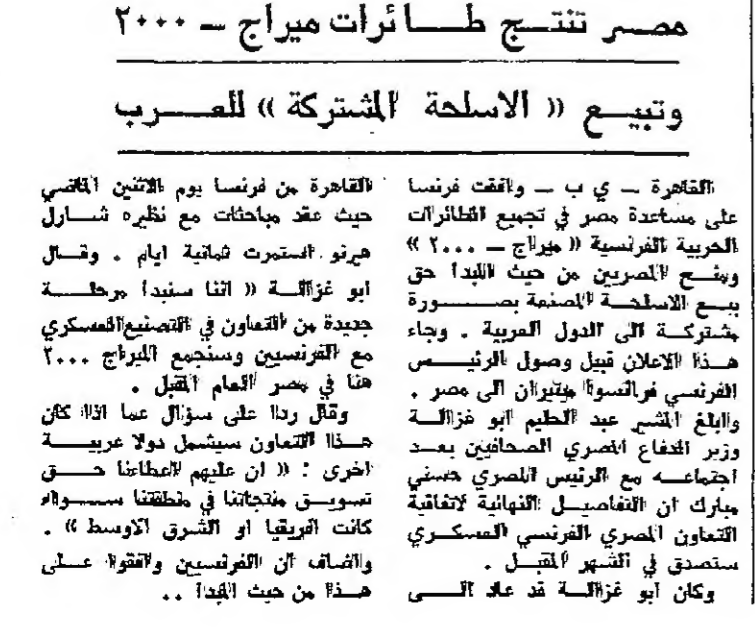 مصر تنتج طائرات ميراج — ٢٠٠٠
وتبيع « الاسلحة المشتركة » للعرب
القاهرة — ي ب — وافقت فرنسا
على مساعدة مصر في تجميع الطائرات
الحربية الفرنسية « ميراج — ٢٠٠٠ »
ومنح المصريين من حيث المبدأ حق
بيع الاسلحة المصنعة بصورة
مشتركة الى الدول العربية . وجاء
هذا الاعلان قبيل وصول الرئيس
الفرنسي فرانسوا ميتيران الى مصر .
وابلغ المشير عبد الحليم ابو غزالة
وزير الدفاع المصري الصحافيين بعد
اجتماعه مع الرئيس المصري حسني
مبارك ان التفاصيل النهائية لاتفاقية
التعاون المصري الفرنسي العسكري
ستصدق في الشهر المقبل .
وكان ابو غزالة قد عاد الى
القاهرة من فرنسا يوم الاثنين الماضي
حيث عقد مباحثات مع نظيره شارل
هيرنو استمرت ثمانية ايام . وقال
ابو غزالة « اننا سنبدأ مرحلة
جديدة من التعاون في التصنيع العسكري
مع الفرنسيين وسنجمع الميراج ٢٠٠٠
هنا في مصر العام المقبل .
وقال ردا على سؤال عما اذا كان
هذا التعاون سيشمل دولا عربية
اخرى : « ان عليهم اعطاءنا حق
تسويق منتجاتنا في منطقتنا سواء
كانت افريقيا او الشرق الاوسط » .
واضاف ان الفرنسيين وافقوا على
هذا من حيث المبدأ ..